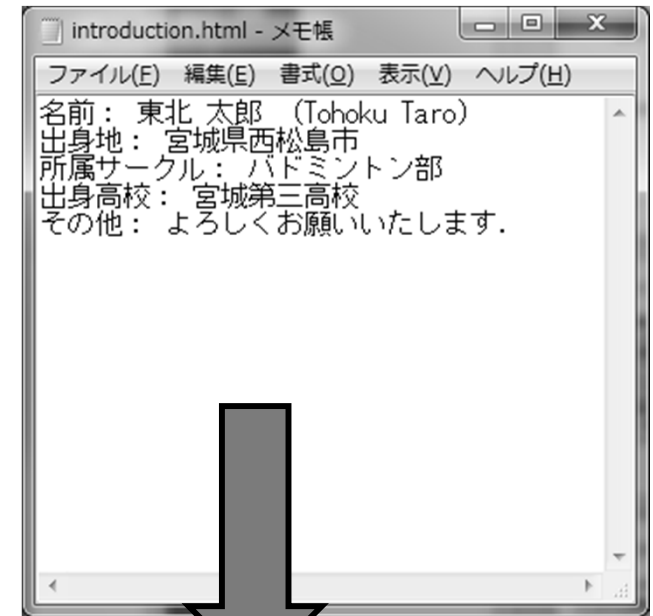 introduction.html - メモ帳
ファイル(F) 編集(E) 書式(O) 表示(V) ヘルプ(H)
名前： 東北 太郎 （Tohoku Taro）
出身地： 宮城県西松島市
所属サークル： バドミントン部
出身高校： 宮城第三高校
その他： よろしくお願いいたします．